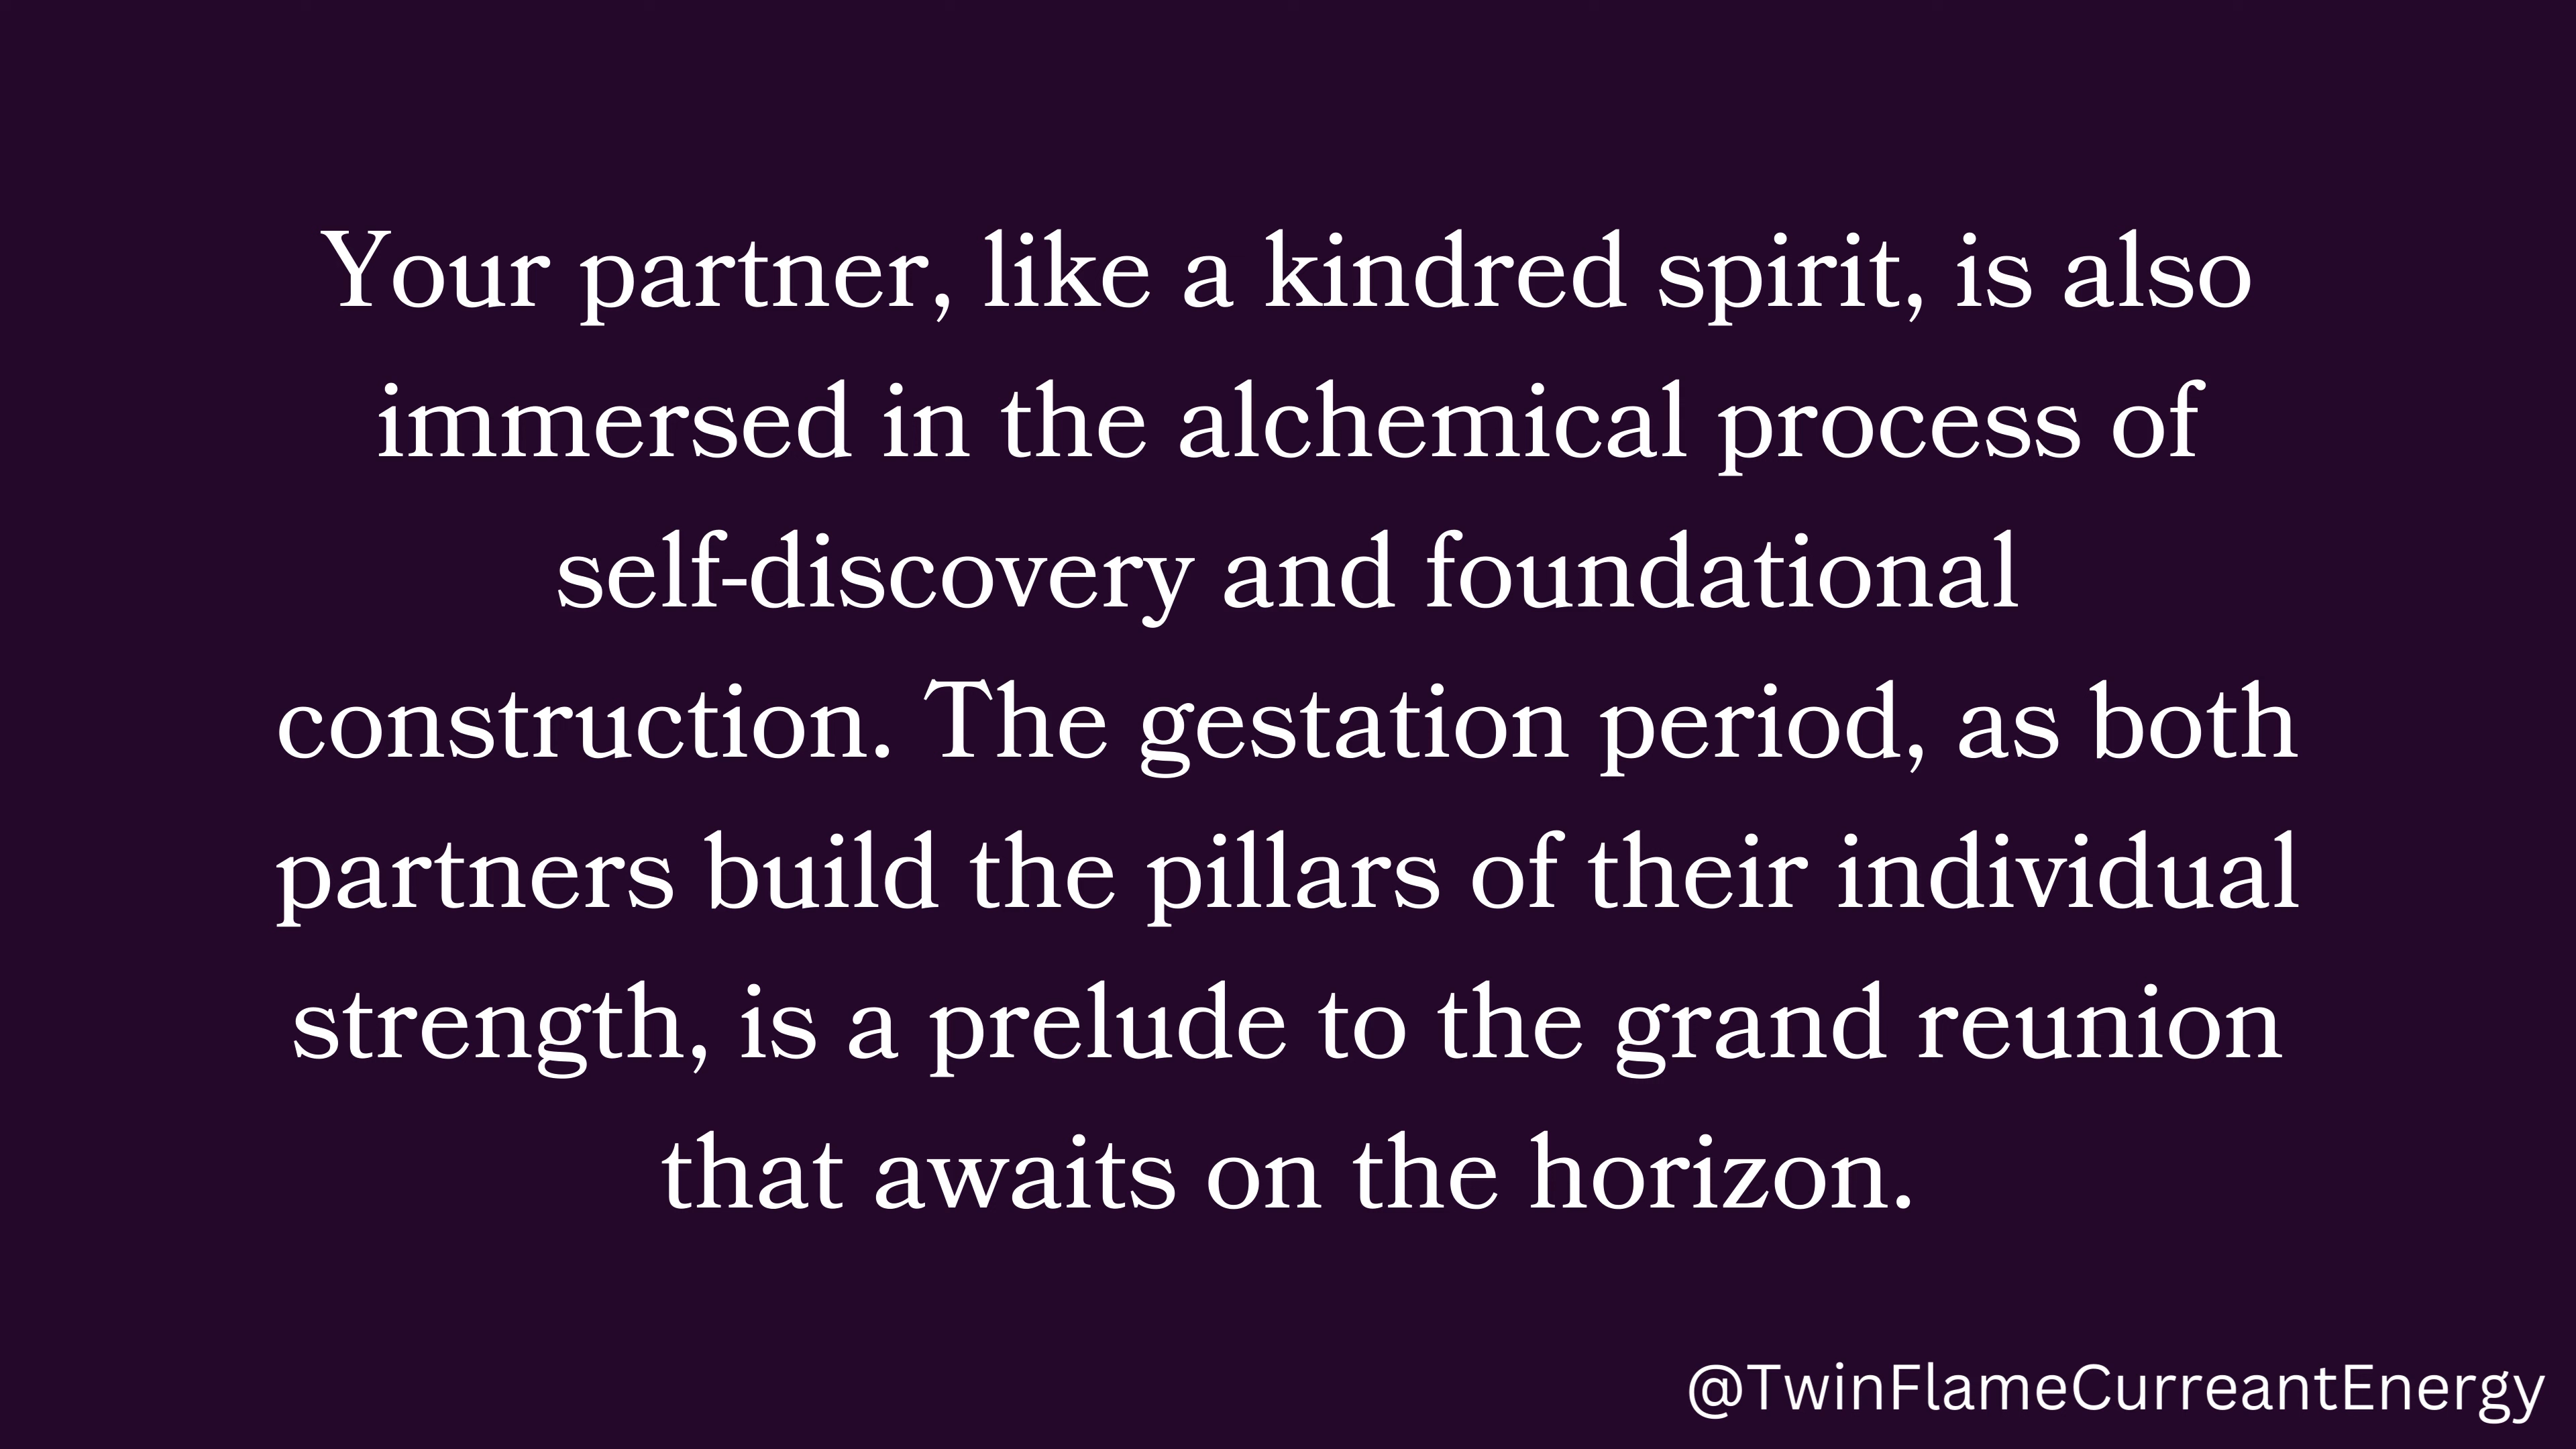 Your partner, like a kindred spirit, is also
immersed in the alchemical process of
self-discovery and foundational
construction. The gestation period, as both
partners build the pillars of their individual
strength, is a prelude to the grand reunion
that awaits on the horizon.
@TwinFlameCurreantEnergy